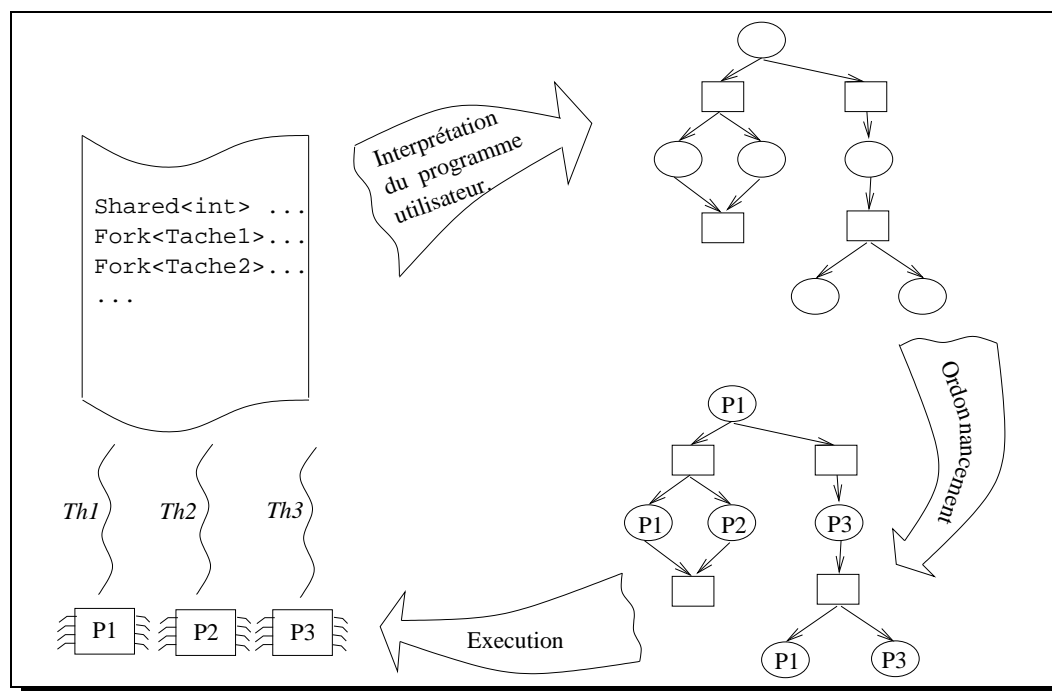 Interprétation
du programme
utilisateur.
Shared<int> ...
Fork<Tache1>...
Fork<Tache2>...
...
Ordonnancement
P1
P1
P2
P3
P1
P3
Th1
Th2
Th3
P1
P2
P3
Execution